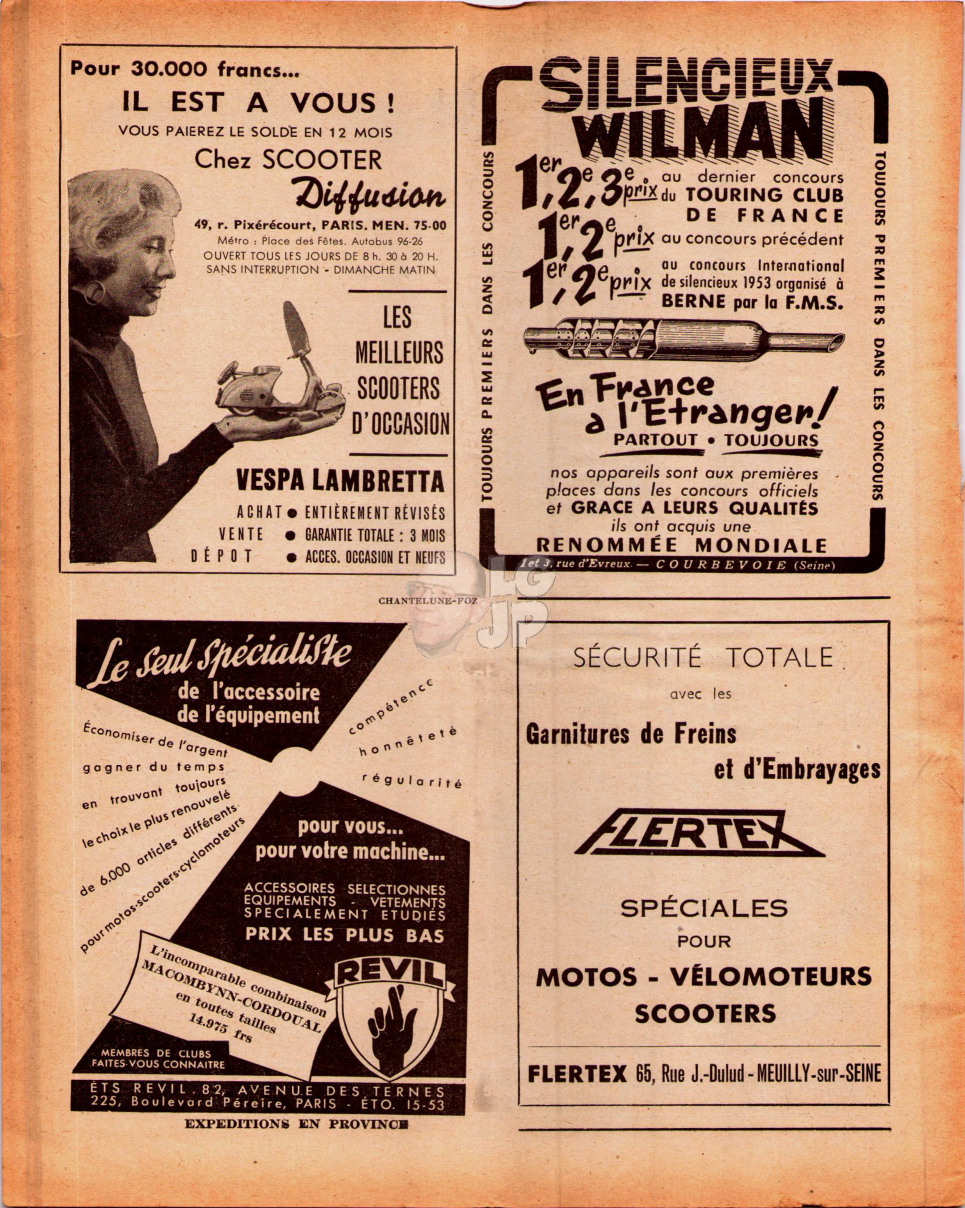 Pour 30.000 francs...
IL EST A VOUS !
VOUS PAIEREZ LE SOLDE EN 12 MOIS
Chez SCOOTER
Diffusion
49, r. Pixérécourt, PARIS. MEN. 75-00
Métro : Place des Fêtes. Autobus 96-26
OUVERT TOUS LES JOURS DE 8 h. 30 à 20 H.
SANS INTERRUPTION - DIMANCHE MATIN
LES
MEILLEURS
SCOOTERS
D'OCCASION
VESPA LAMBRETTA
ACHAT ● ENTIÈREMENT RÉVISÉS
VENTE ● GARANTIE TOTALE : 3 MOIS
DÉPOT ● ACCES. OCCASION ET NEUFS
SILENCIEUX
WILMAN
TOUJOURS PREMIERS DANS LES CONCOURS
1er, 2e, 3e prix au dernier concours
du TOURING CLUB
DE FRANCE
1er, 2e prix au concours précédent
1er, 2e prix au concours International
de silencieux 1953 organisé à
BERNE par la F.M.S.
En France
a l'Etranger!
PARTOUT • TOUJOURS
nos appareils sont aux premières
places dans les concours officiels
et GRACE A LEURS QUALITÉS
ils ont acquis une
RENOMMÉE MONDIALE
TOUJOURS PREMIERS DANS LES CONCOURS
1 et 3, rue d'Evreux. — COURBEVOIE (Seine)
CHANTELUNE-FOZ
LG
JP
Le Seul Spécialiste
de l'accessoire
de l'équipement
compétence
honnêteté
régularité
Économiser de l'argent
gagner du temps
en trouvant toujours
le choix le plus renouvelé
de 6.000 articles différents
pour motos-scooters-cyclomoteurs
pour vous...
pour votre machine...
ACCESSOIRES SELECTIONNES
ÉQUIPEMENTS - VETEMENTS
SPECIALEMENT ETUDIÉS
PRIX LES PLUS BAS
L'incomparable combinaison
MACOMBYNN-CORDOUAL
en toutes tailles
14.975 frs
REVIL
MEMBRES DE CLUBS
FAITES-VOUS CONNAITRE
ÉTS REVIL. 82, AVENUE DES TERNES
225, Boulevard Péreire, PARIS - ÉTO. 15-53
EXPEDITIONS EN PROVINCE
SÉCURITÉ TOTALE
avec les
Garnitures de Freins
et d'Embrayages
FLERTEX
SPÉCIALES
POUR
MOTOS - VÉLOMOTEURS
SCOOTERS
FLERTEX 65, Rue J.-Dulud - MEUILLY-sur-SEINE